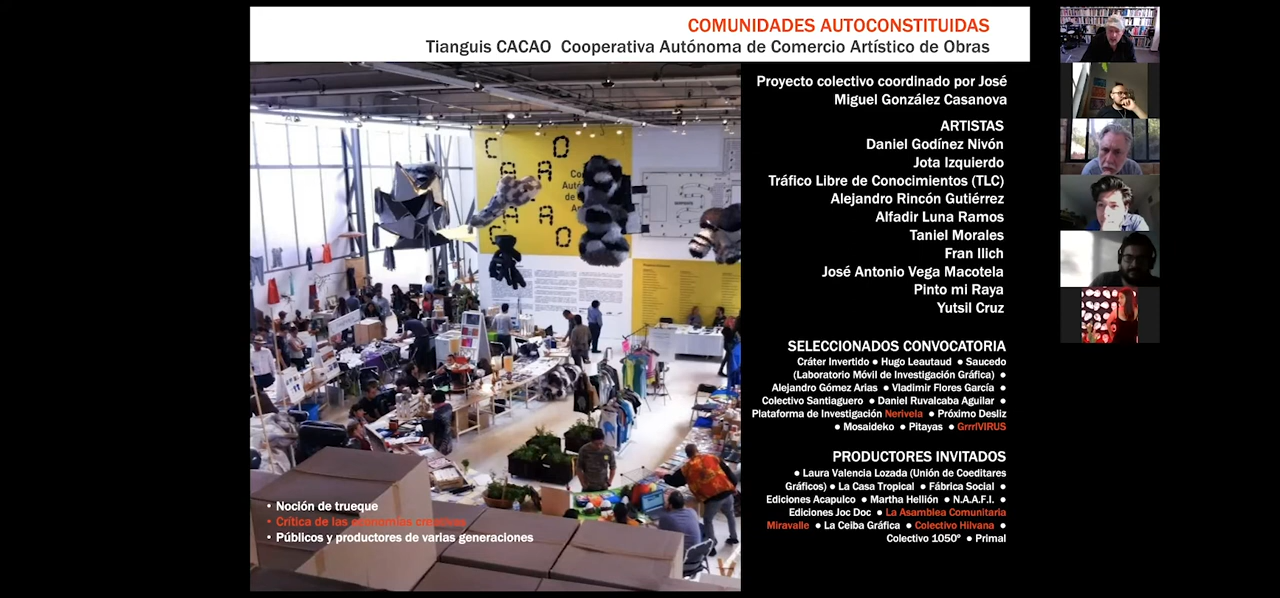 COMUNIDADES AUTOCONSTITUIDAS
Tianguis CACAO Cooperativa Autónoma de Comercio Artístico de Obras
Proyecto colectivo coordinado por José
Miguel González Casanova
ARTISTAS
Daniel Godínez Nivón
Jota Izquierdo
Tráfico Libre de Conocimientos (TLC)
Alejandro Rincón Gutiérrez
Alfadir Luna Ramos
Taniel Morales
Fran Ilich
José Antonio Vega Macotela
Pinto mi Raya
Yutsil Cruz
SELECCIONADOS CONVOCATORIA
Cráter Invertido ● Hugo Leautaud ● Saucedo
(Laboratorio Móvil de Investigación Gráfica) ●
Alejandro Gómez Arias ● Vladimir Flores García ●
Colectivo Santiaguero ● Daniel Ruvalcaba Aguilar ●
Plataforma de Investigación Nerivela ● Próximo Desliz
● Mosaideko ● Pitayas ● GrrrlVIRUS
PRODUCTORES INVITADOS
● Laura Valencia Lozada (Unión de Coeditares
Gráficos) ● La Casa Tropical ● Fábrica Social ●
Ediciones Acapulco ● Martha Hellión ● N.A.A.F.I. ●
Ediciones Joc Doc ● La Asamblea Comunitaria
Miravalle ● La Ceiba Gráfica ● Colectivo Hilvana ●
Colectivo 1050º ● Primal
C O
C A
A O
C A
A O
C O
• Noción de trueque
• Crítica de las economías creativas
• Públicos y productores de varias generaciones